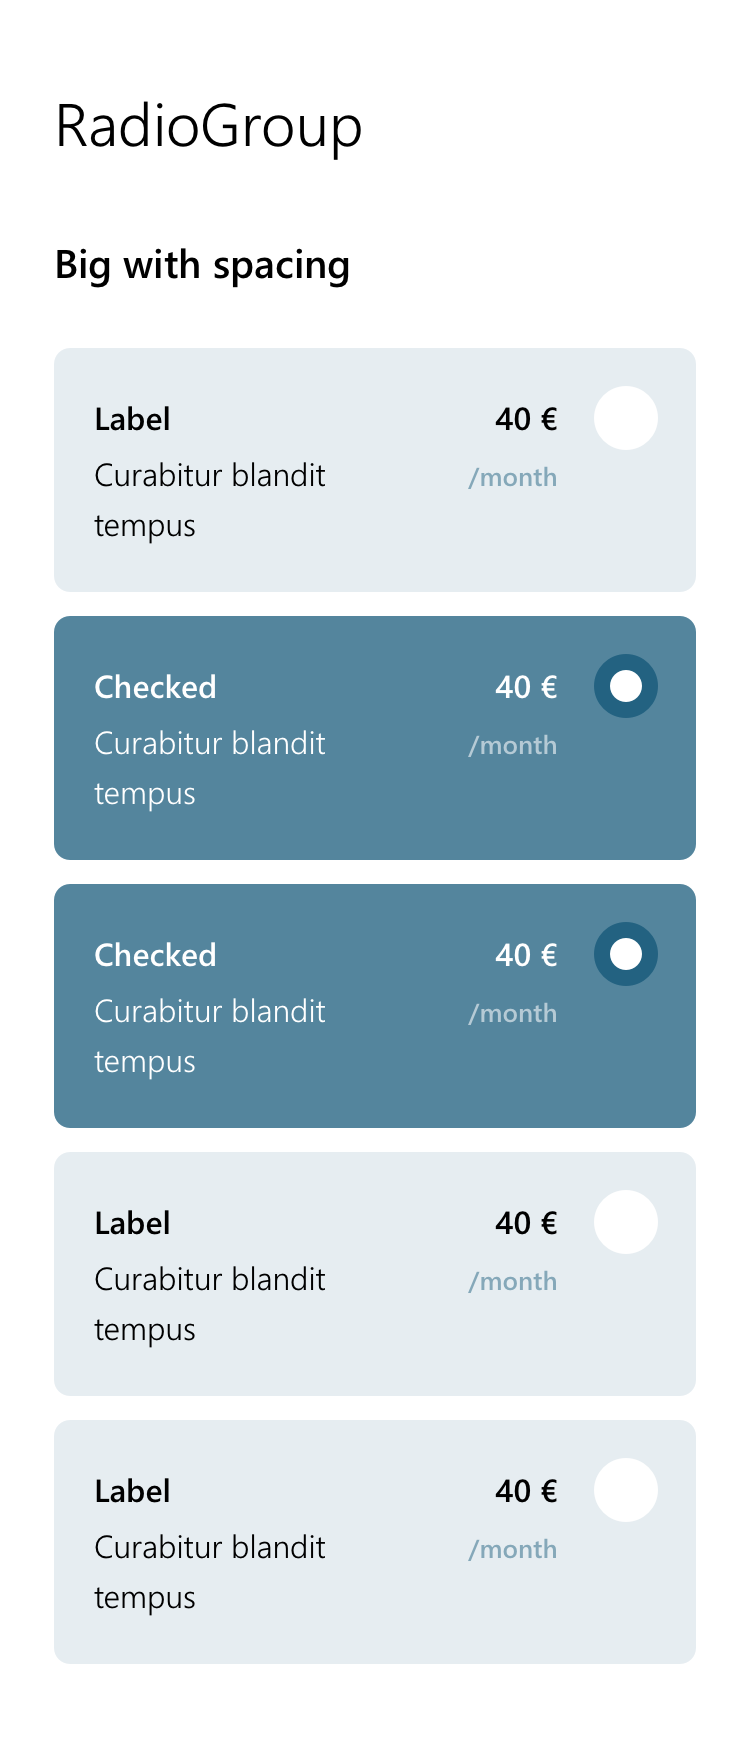 RadioGroup
Big with spacing
Label 40 €
Curabitur blandit /month
tempus
Checked 40 €
Curabitur blandit /month
tempus
Checked 40 €
Curabitur blandit /month
tempus
Label 40 €
Curabitur blandit /month
tempus
Label 40 €
Curabitur blandit /month
tempus